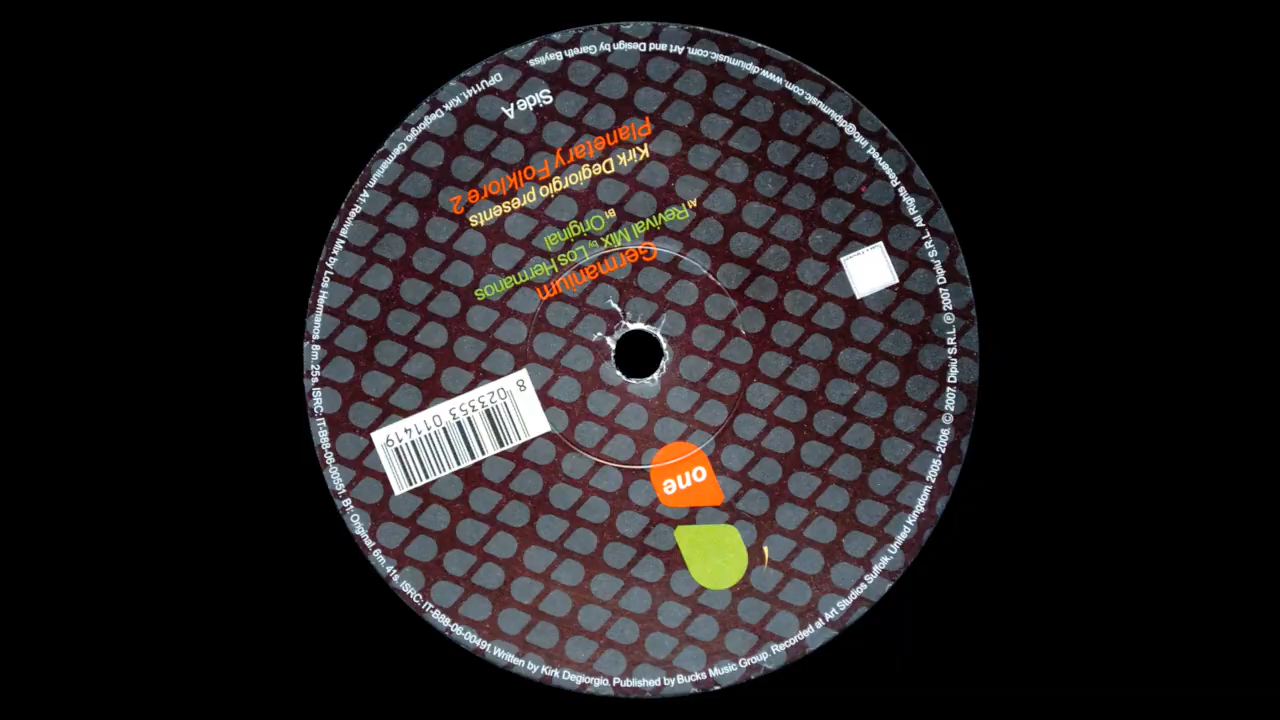 Side A
Kirk Degiorgio presents
Planetary Folklore 2
Germanium
A1 Revival Mix by Los Hermanos
B1 Original
8 023353 011419
one
DPU1141. Kirk Degiorgio. Germanium. A1: Revival Mix by Los Hermanos. 8m. 25s. ISRC: IT-B88-06-00551. B1: Original. 6m. 41s. ISRC: IT-B88-06-00491. Written by Kirk Degiorgio. Published by Bucks Music Group. Recorded at Art Studios Suffolk, United Kingdom. 2005 - 2006. © 2007. Dipiu' S.R.L. ℗ 2007 Dipiu' S.R.L. All Rights Reserved. info@dipiumusic.com. www.dipiumusic.com. Art and Design by Gareth Bayliss.